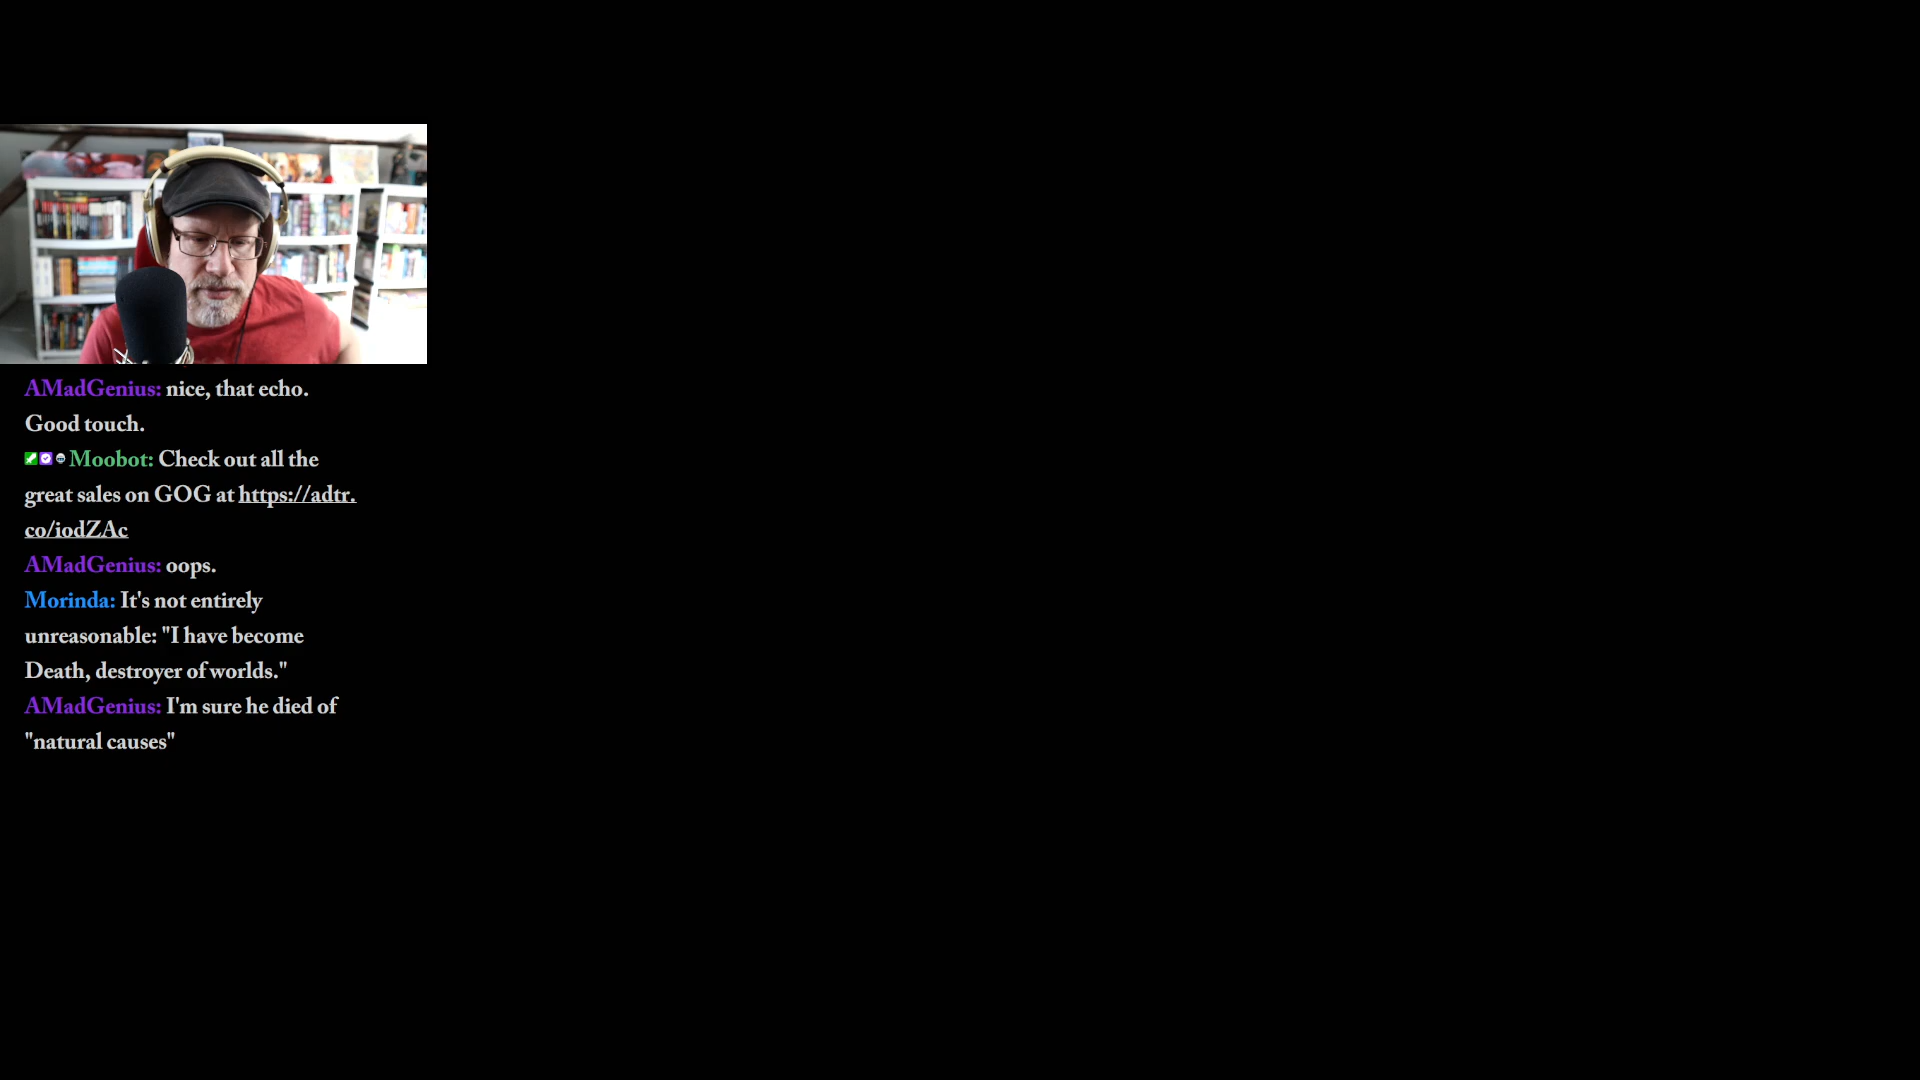 AMadGenius: nice, that echo.
Good touch.
Moobot: Check out all the
great sales on GOG at https://adtr.
co/iodZAc
AMadGenius: oops.
Morinda: It's not entirely
unreasonable: "I have become
Death, destroyer of worlds."
AMadGenius: I'm sure he died of
"natural causes"